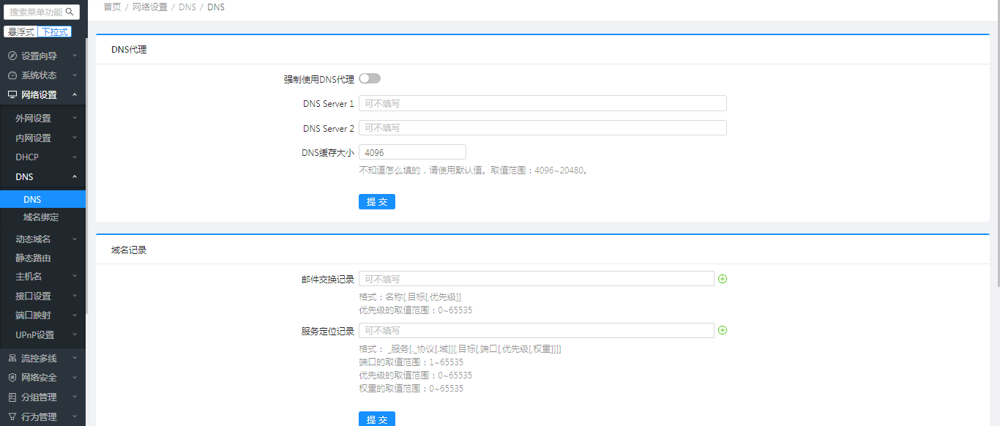 搜索菜单功能
悬浮式 下拉式
设置向导
系统状态
网络设置
外网设置
内网设置
DHCP
DNS
DNS
域名绑定
动态域名
静态路由
主机名
接口设置
端口映射
UPnP设置
流控多线
网络安全
分组管理
行为管理
首页 / 网络设置 / DNS / DNS
DNS代理
强制使用DNS代理
DNS Server 1 可不填写
DNS Server 2 可不填写
DNS缓存大小 4096
不知道怎么填的，请使用默认值。取值范围：4096~20480。
提 交
域名记录
邮件交换记录 可不填写
格式：名称[,目标[,优先级]]
优先级的取值范围：0~65535
服务定位记录 可不填写
格式： _服务[._协议[.域]][,目标[,端口[,优先级[,权重]]]]
端口的取值范围：1~65535
优先级的取值范围：0~65535
权重的取值范围：0~65535
提 交